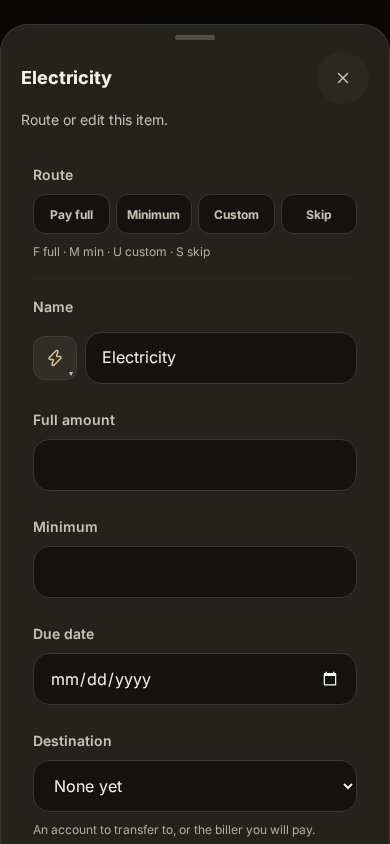 Electricity
Route or edit this item.
Route
Pay full Minimum Custom Skip
F full · M min · U custom · S skip
Name
Electricity
Full amount
Minimum
Due date
mm/dd/yyyy
Destination
None yet
An account to transfer to, or the biller you will pay.